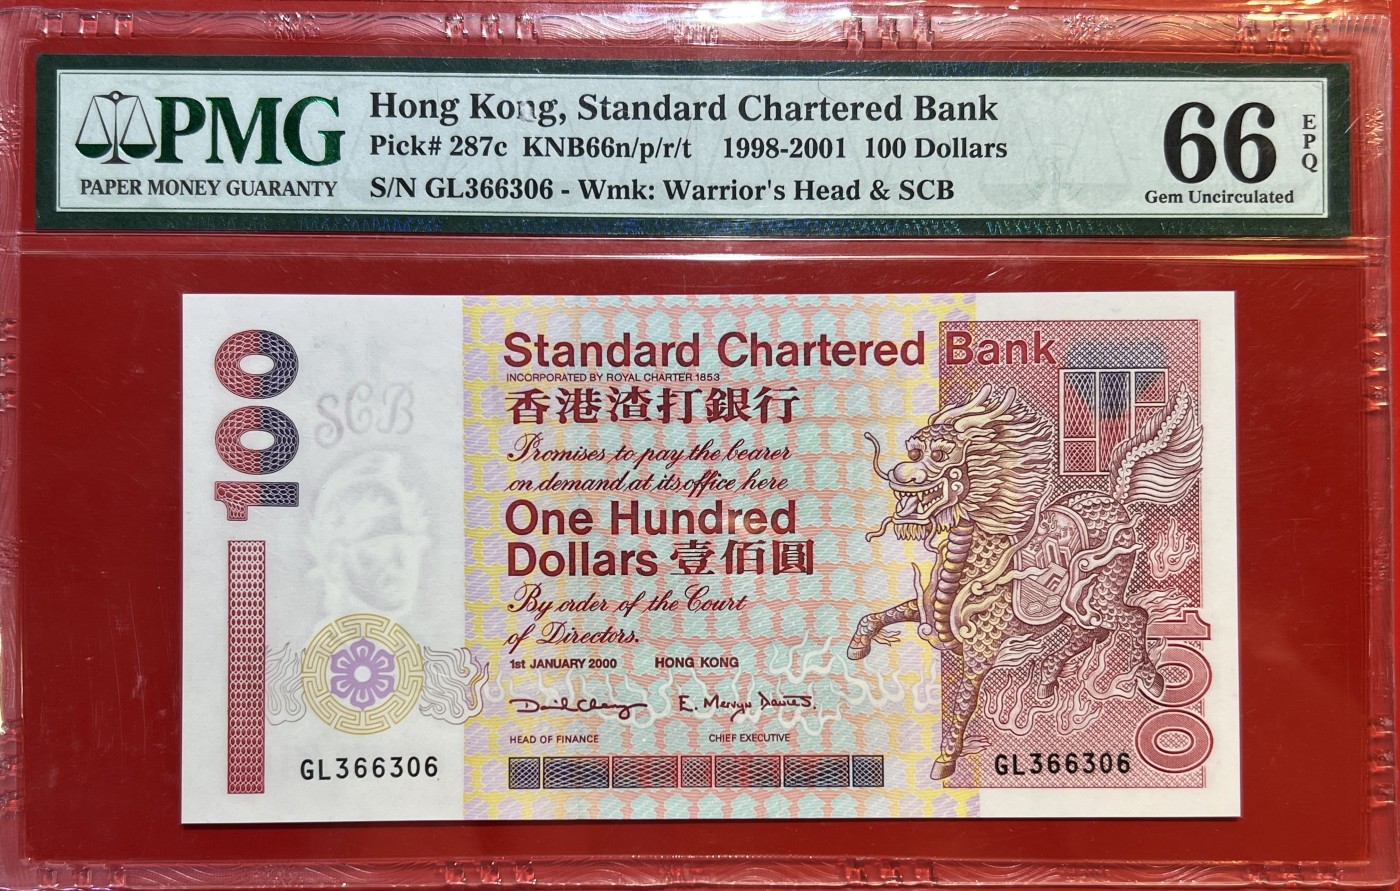 PMG
PAPER MONEY GUARANTY
Hong Kong, Standard Chartered Bank
Pick# 287c KNB66n/p/r/t 1998-2001 100 Dollars
S/N GL366306 - Wmk: Warrior's Head & SCB
66
EPQ
Gem Uncirculated
100
SCB
Standard Chartered Bank
INCORPORATED BY ROYAL CHARTER 1853
香港渣打銀行
Promises to pay the bearer
on demand at its office here
One Hundred
Dollars 壹佰圓
By order of the Court
of Directors.
1st JANUARY 2000 HONG KONG
David Cheng E. Mervyn Davies.
HEAD OF FINANCE CHIEF EXECUTIVE
GL366306
GL366306
100